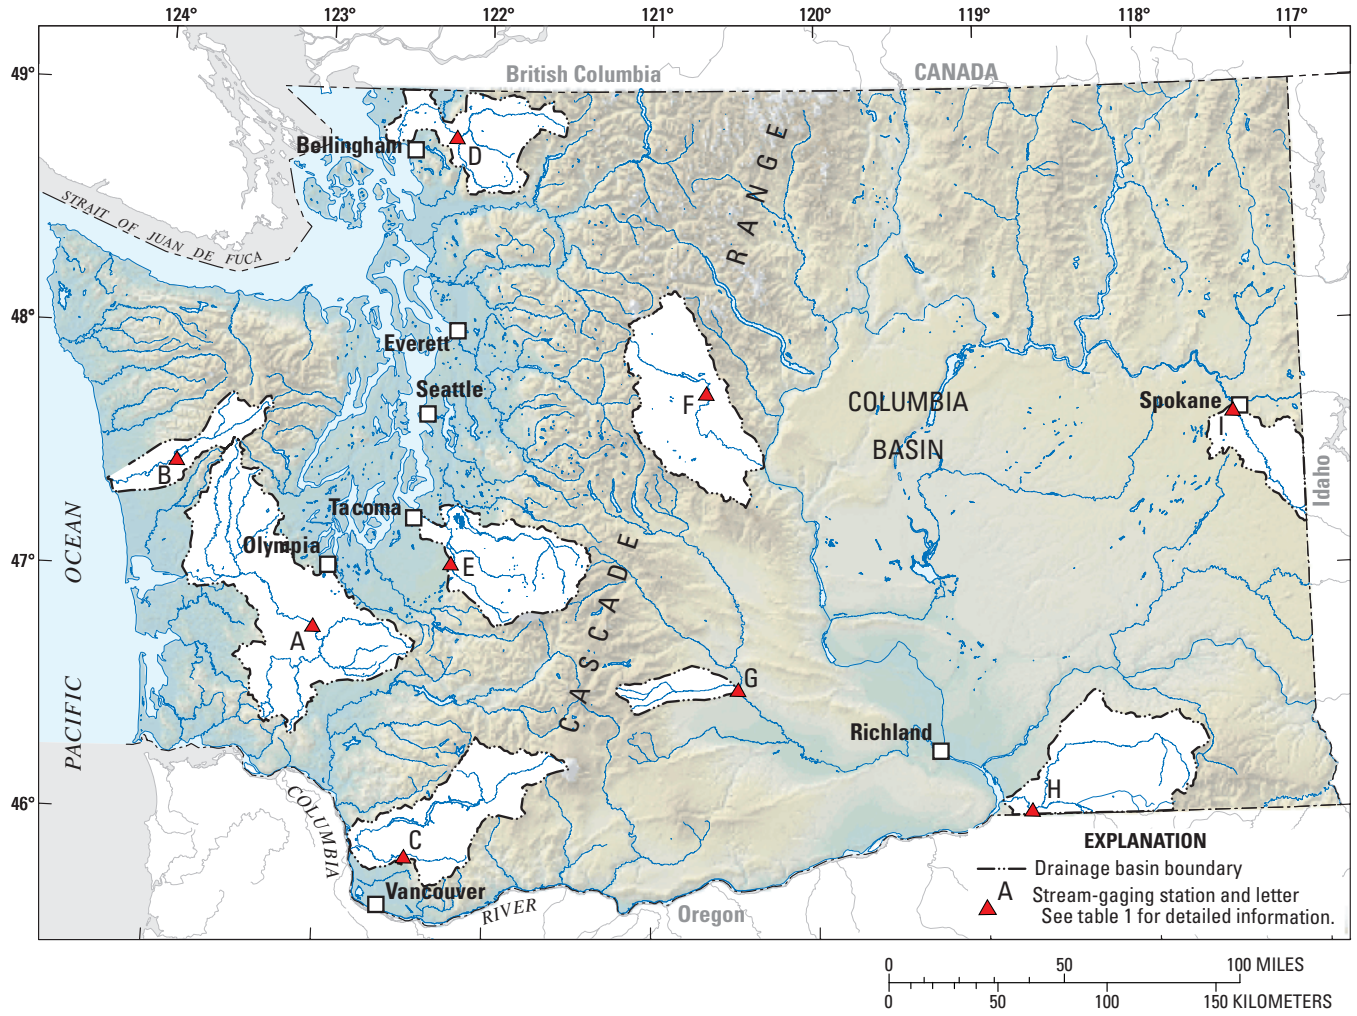 124° 123° 122° 121° 120° 119° 118° 117°
49°
British Columbia
CANADA
Bellingham
D
RANGE
STRAIT OF JUAN DE FUCA
48°
Everett
Seattle
F
COLUMBIA
BASIN
Spokane
I
B
Idaho
Tacoma
Olympia
OCEAN
47°
E
CASCADE
A
G
PACIFIC
Richland
46°
H
COLUMBIA
C
Vancouver
RIVER
Oregon
EXPLANATION
Drainage basin boundary
A Stream-gaging station and letter
See table 1 for detailed information.
0 50 100 MILES
0 50 100 150 KILOMETERS